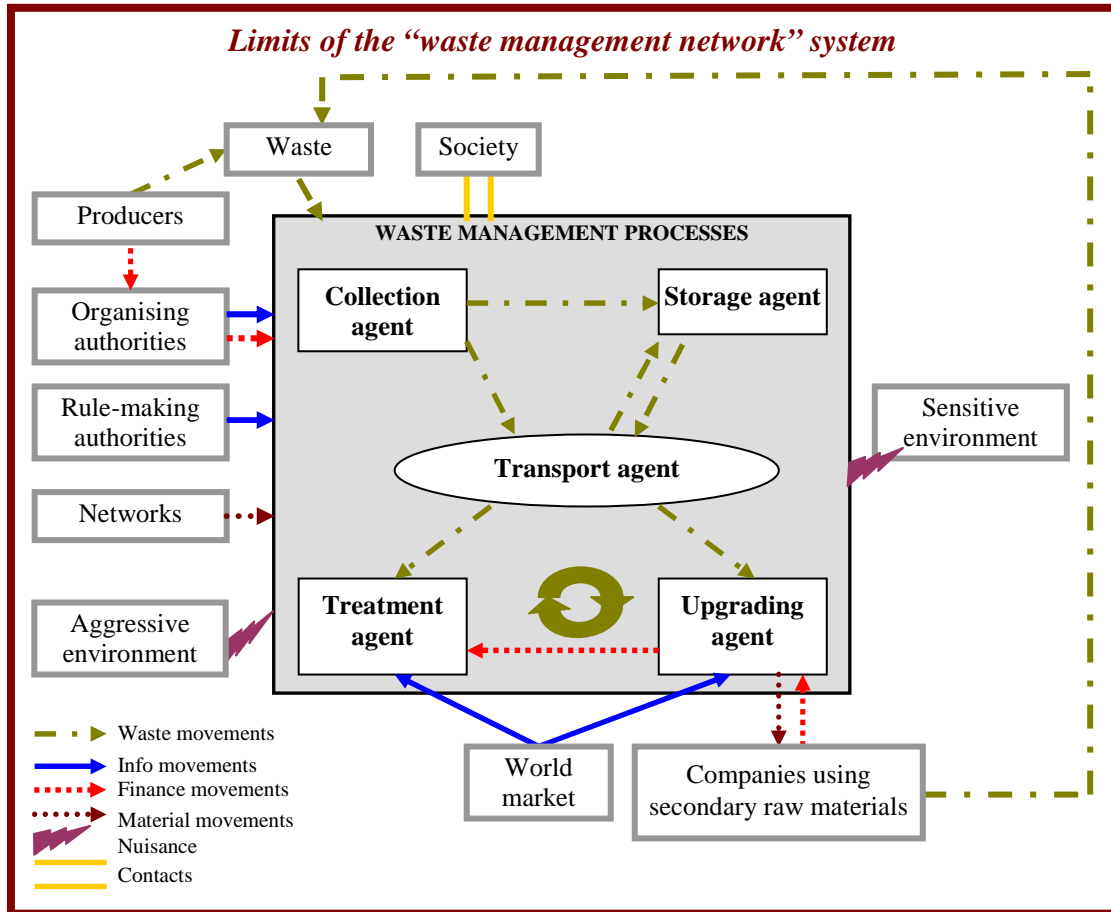 Limits of the “waste management network” system
Waste
Society
Producers
WASTE MANAGEMENT PROCESSES
Organising
authorities
Collection
agent
Storage agent
Rule-making
authorities
Sensitive
environment
Transport agent
Networks
Aggressive
environment
Treatment
agent
Upgrading
agent
Waste movements
Info movements
Finance movements
Material movements
Nuisance
Contacts
World
market
Companies using
secondary raw materials